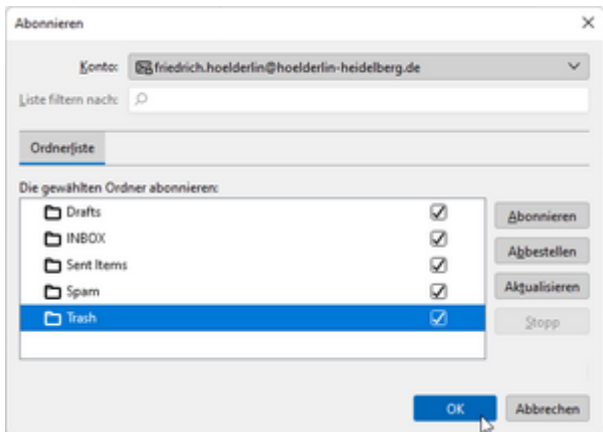 Abonnieren
Konto: friedrich.hoelderlin@hoelderlin-heidelberg.de
Liste filtern nach:
Ordnerliste
Die gewählten Ordner abonnieren:
Drafts
INBOX
Sent Items
Spam
Trash
Abonnieren
Abbestellen
Aktualisieren
Stopp
OK
Abbrechen